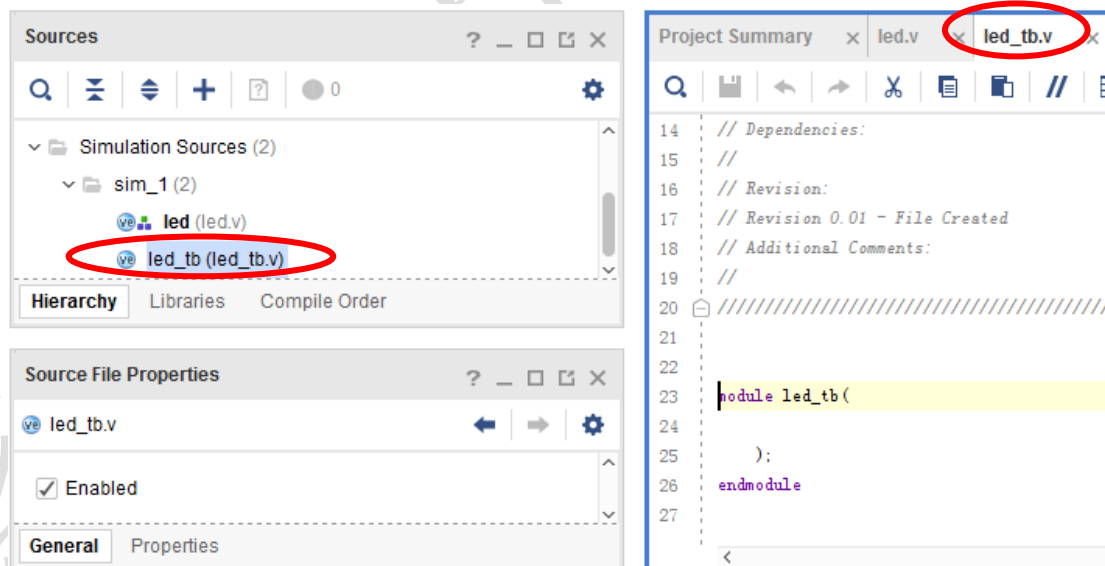 Sources
? _ □ ×
0
Simulation Sources (2)
sim_1 (2)
led (led.v)
led_tb (led_tb.v)
Hierarchy Libraries Compile Order
Source File Properties
? _ □ ×
led_tb.v
Enabled
General Properties
Project Summary × led.v × led_tb.v ×
14 // Dependencies:
15 //
16 // Revision:
17 // Revision 0.01 - File Created
18 // Additional Comments:
19 //
20 //////////////////////////////////////////
21
22
23 module led_tb(
24
25 );
26 endmodule
27